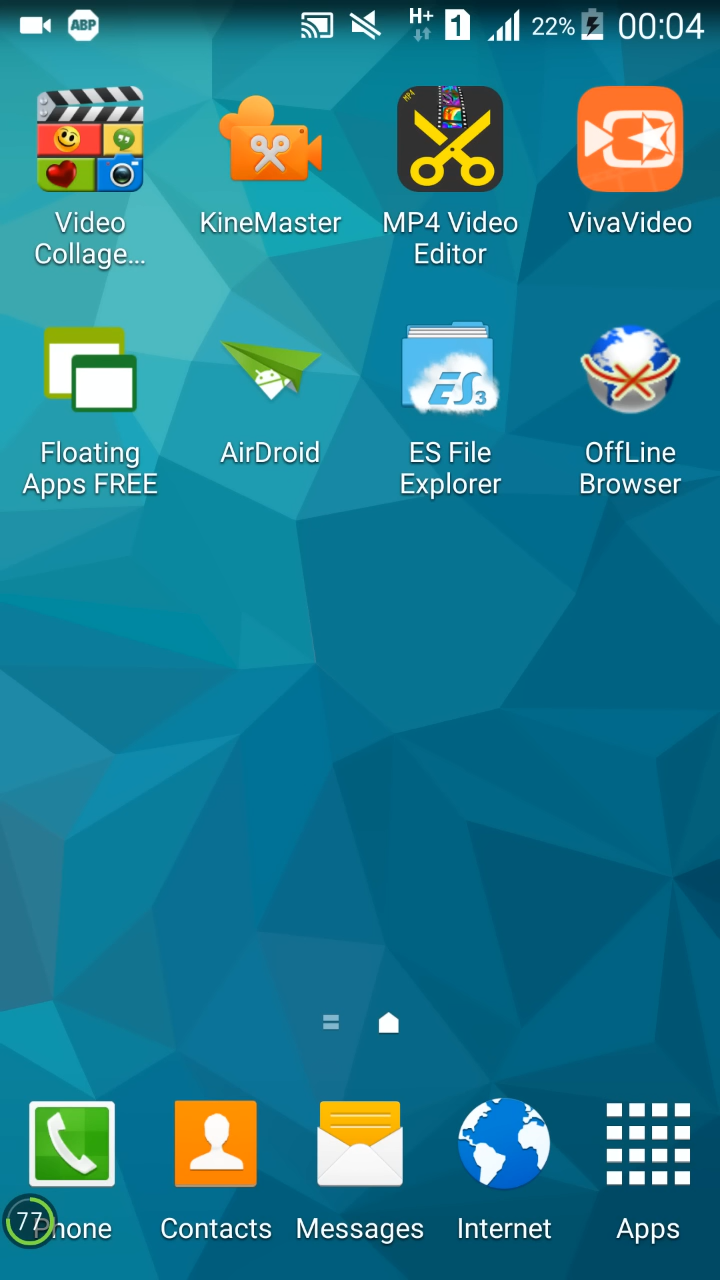 ABP
H+
1
22%
00:04
MP4
Video
Collage...
KineMaster
MP4 Video
Editor
VivaVideo
ES3
Floating
Apps FREE
AirDroid
ES File
Explorer
OffLine
Browser
77
Phone
Contacts
Messages
Internet
Apps